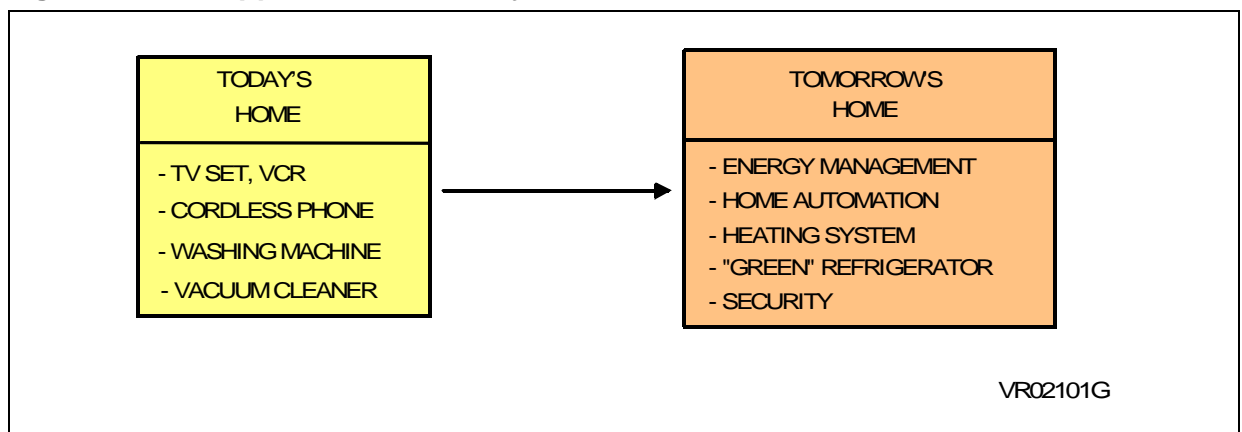 TODAY'S
HOME
- TV SET, VCR
- CORDLESS PHONE
- WASHING MACHINE
- VACUUM CLEANER
TOMORROW'S
HOME
- ENERGY MANAGEMENT
- HOME AUTOMATION
- HEATING SYSTEM
- "GREEN" REFRIGERATOR
- SECURITY
VR02101G